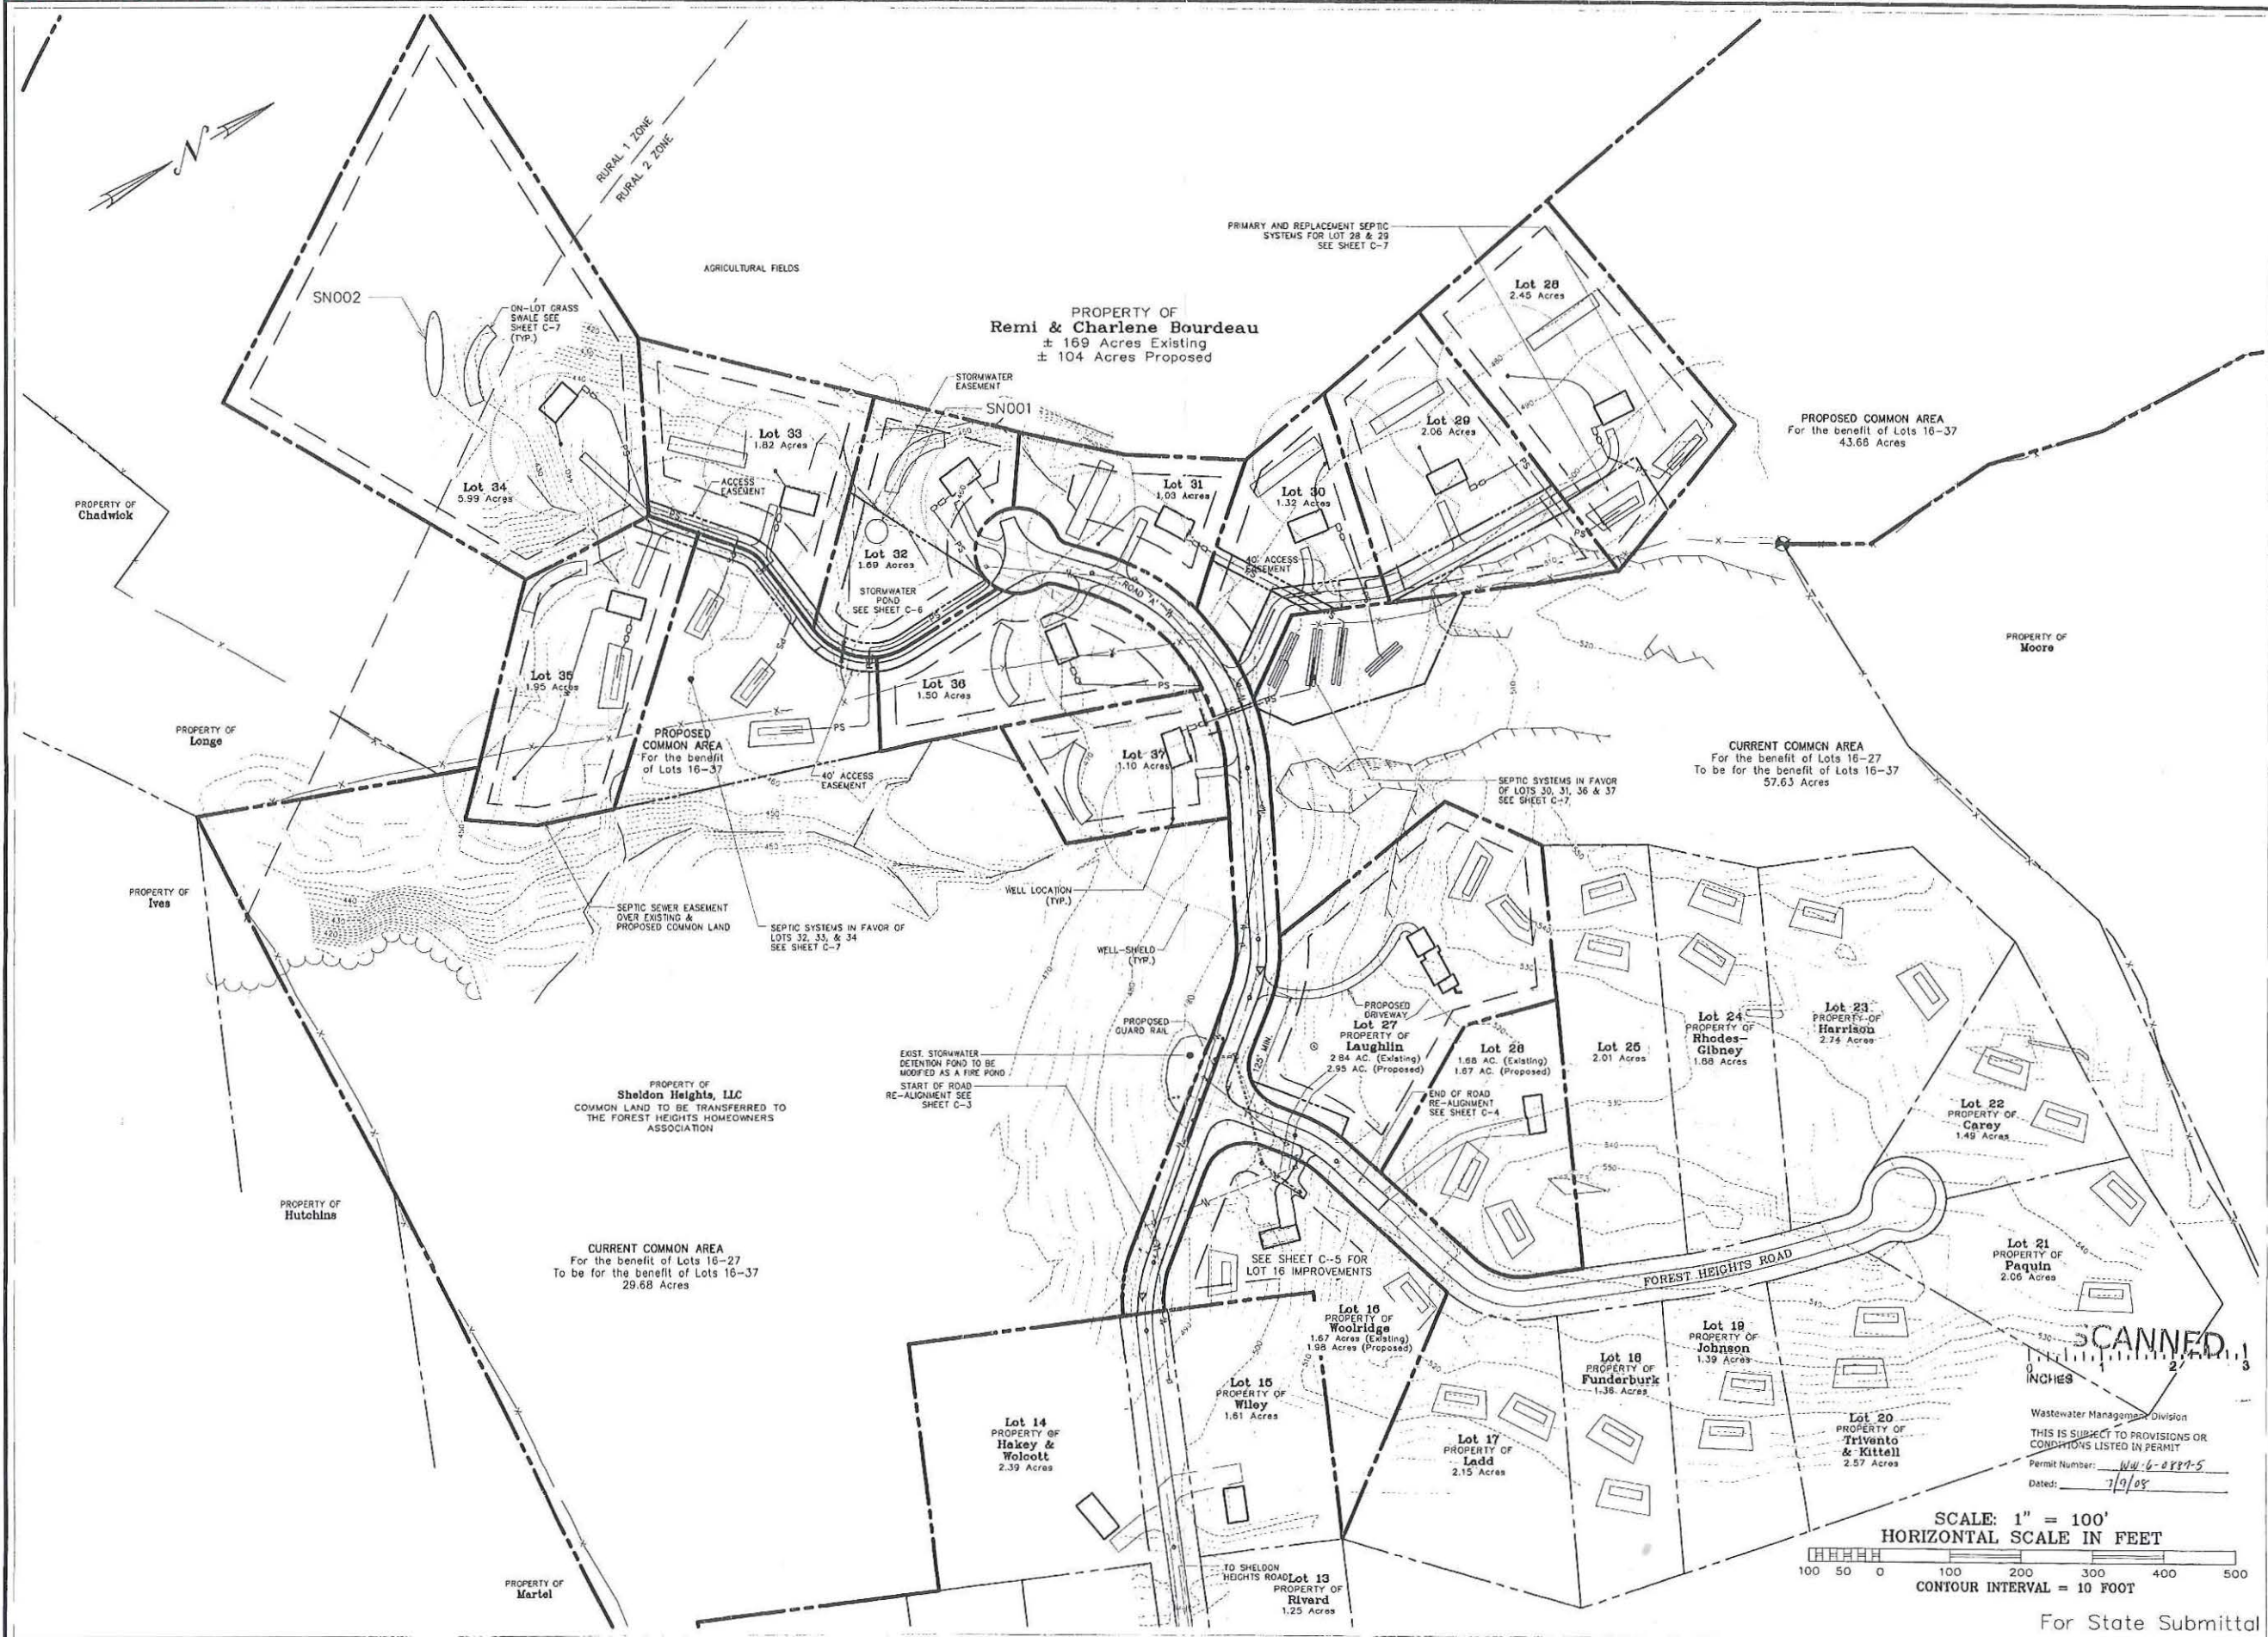 N
RURAL 1 ZONE
RURAL 2 ZONE
AGRICULTURAL FIELDS
SN002
ON-LOT GRASS
SWALE SEE
SHEET C-7
(TYP.)
PROPERTY OF
Remi & Charlene Bourdeau
± 169 Acres Existing
± 104 Acres Proposed
PRIMARY AND REPLACEMENT SEPTIC
SYSTEMS FOR LOT 28 & 29
SEE SHEET C-7
Lot 28
2.45 Acres
STORMWATER
EASEMENT
SN001
Lot 33
1.82 Acres
Lot 29
2.06 Acres
PROPOSED COMMON AREA
For the benefit of Lots 16-37
43.66 Acres
Lot 34
5.99 Acres
ACCESS
EASEMENT
Lot 31
1.03 Acres
Lot 30
1.32 Acres
PROPERTY OF
Chadwick
Lot 32
1.69 Acres
STORMWATER
POND
SEE SHEET C-6
40' ACCESS
EASEMENT
ROAD 'A'
PROPERTY OF
Moore
Lot 35
1.95 Acres
Lot 36
1.50 Acres
PROPERTY OF
Longe
PROPOSED
COMMON AREA
For the benefit
of Lots 16-37
40' ACCESS
EASEMENT
Lot 37
1.10 Acres
CURRENT COMMON AREA
For the benefit of Lots 16-27
To be for the benefit of Lots 16-37
57.63 Acres
SEPTIC SYSTEMS IN FAVOR
OF LOTS 30, 31, 36 & 37
SEE SHEET C-7
PROPERTY OF
Ives
WELL LOCATION
(TYP.)
SEPTIC SEWER EASEMENT
OVER EXISTING &
PROPOSED COMMON LAND
SEPTIC SYSTEMS IN FAVOR OF
LOTS 32, 33, & 34
SEE SHEET C-7
WELL-SHIELD
(TYP.)
PROPOSED
GUARD RAIL
PROPOSED
DRIVEWAY
Lot 27
PROPERTY OF
Laughlin
2.84 AC. (Existing)
2.95 AC. (Proposed)
125' MIN.
Lot 26
1.68 AC. (Existing)
1.67 AC. (Proposed)
Lot 25
2.01 Acres
Lot 24
PROPERTY OF
Rhodes-
Gibney
1.88 Acres
Lot 23
PROPERTY OF
Harrison
2.74 Acres
EXIST. STORMWATER
DETENTION POND TO BE
MODIFIED AS A FIRE POND
START OF ROAD
RE-ALIGNMENT SEE
SHEET C-3
END OF ROAD
RE-ALIGNMENT
SEE SHEET C-4
Lot 22
PROPERTY OF
Carey
1.49 Acres
PROPERTY OF
Sheldon Heights, LLC
COMMON LAND TO BE TRANSFERRED TO
THE FOREST HEIGHTS HOMEOWNERS
ASSOCIATION
PROPERTY OF
Hutchins
CURRENT COMMON AREA
For the benefit of Lots 16-27
To be for the benefit of Lots 16-37
29.68 Acres
SEE SHEET C-5 FOR
LOT 16 IMPROVEMENTS
FOREST HEIGHTS ROAD
Lot 21
PROPERTY OF
Paquin
2.06 Acres
Lot 16
PROPERTY OF
Woolridge
1.67 Acres (Existing)
1.98 Acres (Proposed)
Lot 19
PROPERTY OF
Johnson
1.39 Acres
Lot 18
PROPERTY OF
Funderburk
1.36 Acres
Lot 15
PROPERTY OF
Wiley
1.61 Acres
Lot 14
PROPERTY OF
Hakey &
Wolcott
2.39 Acres
Lot 17
PROPERTY OF
Ladd
2.15 Acres
Lot 20
PROPERTY OF
Trivento
& Kittell
2.57 Acres
SCANNED
0 1 2 3
INCHES
Wastewater Management Division
THIS IS SUBJECT TO PROVISIONS OR
CONDITIONS LISTED IN PERMIT
Permit Number: WW-6-0887-5
Dated: 7/9/08
PROPERTY OF
Martel
TO SHELDON
HEIGHTS ROAD
Lot 13
PROPERTY OF
Rivard
1.25 Acres
SCALE: 1" = 100'
HORIZONTAL SCALE IN FEET
100 50 0 100 200 300 400 500
CONTOUR INTERVAL = 10 FOOT
For State Submittal